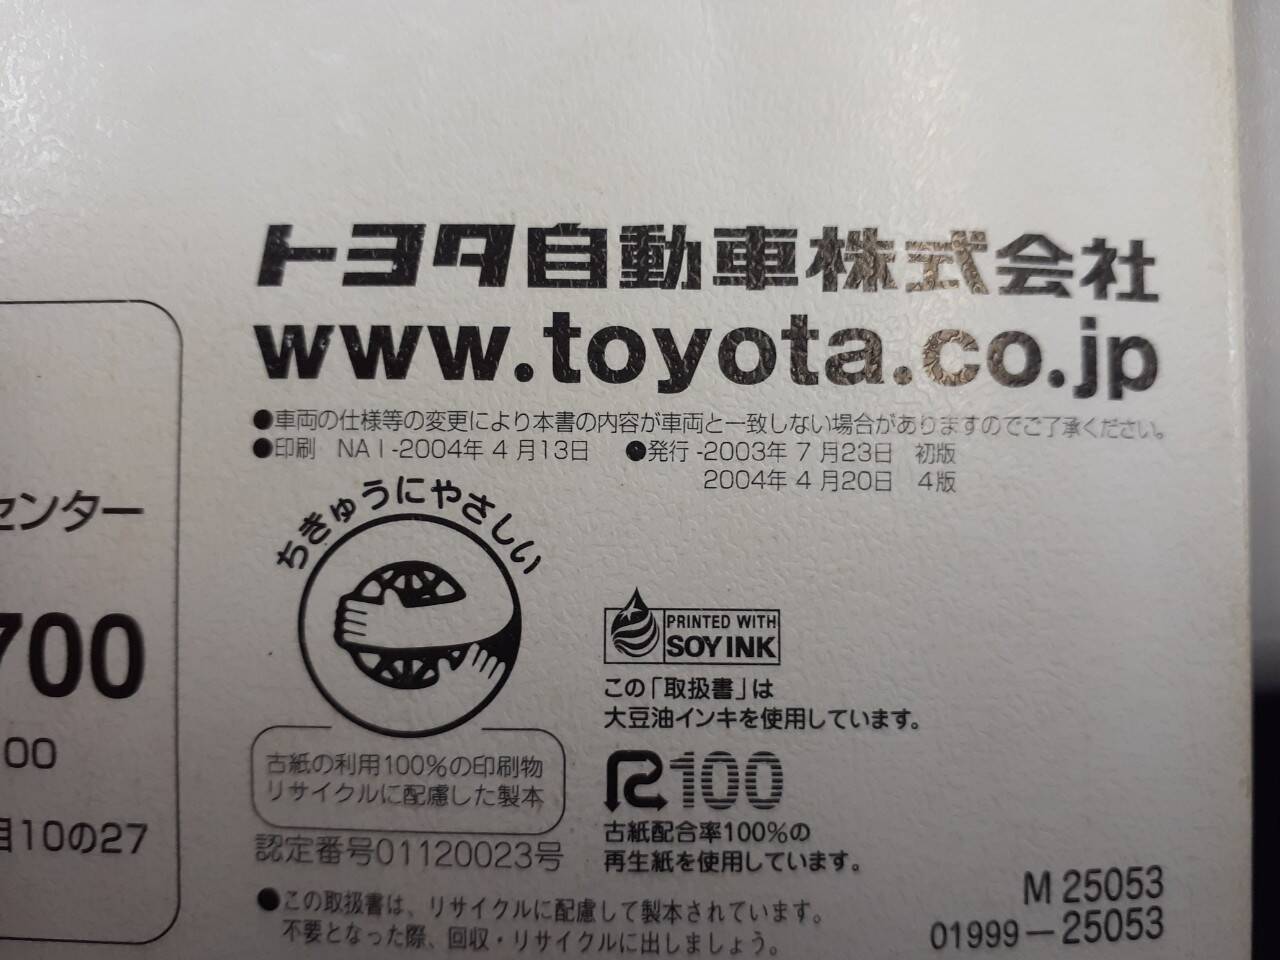 トヨタ自動車株式会社
www.toyota.co.jp
●車両の仕様等の変更により本書の内容が車両と一致しない場合がありますのでご了承ください。
●印刷 NAI-2004年4月13日 ●発行-2003年7月23日 初版
2004年4月20日 4版
ちきゅうにやさしい
古紙の利用100%の印刷物
リサイクルに配慮した製本
認定番号01120023号
PRINTED WITH
SOY INK
この「取扱書」は
大豆油インキを使用しています。
R100
古紙配合率100%の
再生紙を使用しています。
●この取扱書は、リサイクルに配慮して製本されています。
不要となった際、回収・リサイクルに出しましょう。
M 25053
01999-25053
センター
700
00
目10の27